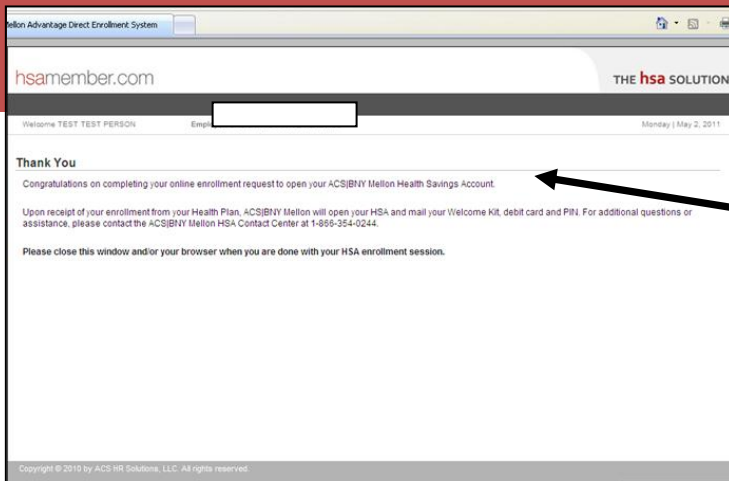 Mellon Advantage Direct Enrollment System
hsamember.com
THE hsa SOLUTION
Welcome TEST TEST PERSON
Monday | May 2, 2011
Thank You
Congratulations on completing your online enrollment request to open your ACS|BNY Mellon Health Savings Account.
Upon receipt of your enrollment from your Health Plan, ACS|BNY Mellon will open your HSA and mail your Welcome Kit, debit card and PIN. For additional questions or
assistance, please contact the ACS|BNY Mellon HSA Contact Center at 1-866-354-0244.
Please close this window and/or your browser when you are done with your HSA enrollment session.
Copyright © 2010 by ACS HR Solutions, LLC. All rights reserved.